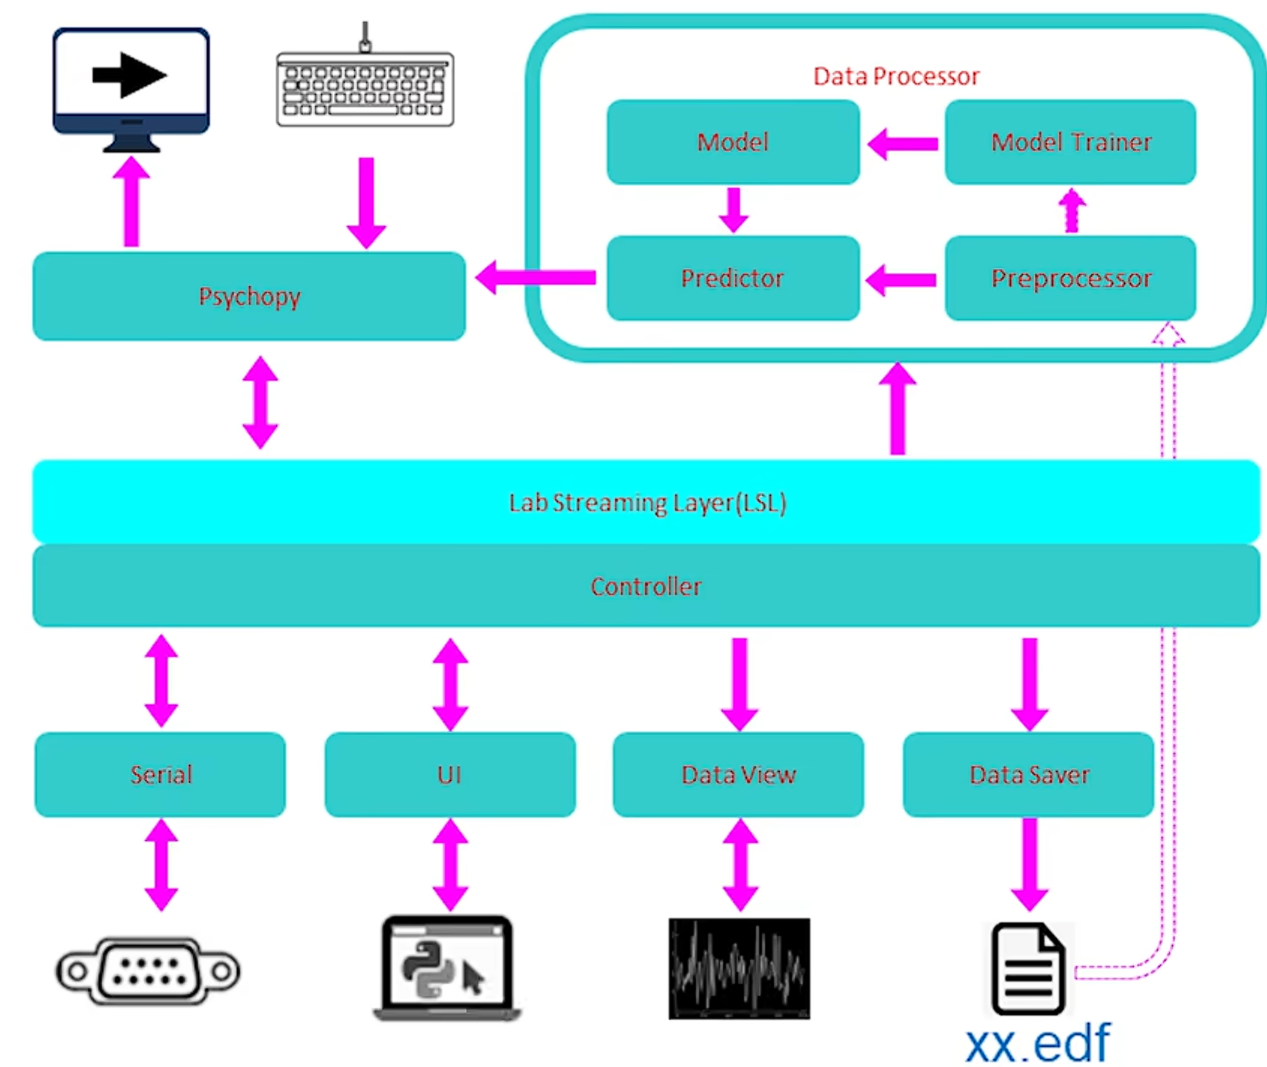 Data Processor
Model
Model Trainer
Predictor
Preprocessor
Psychopy
Lab Streaming Layer(LSL)
Controller
Serial
UI
Data View
Data Saver
xx.edf